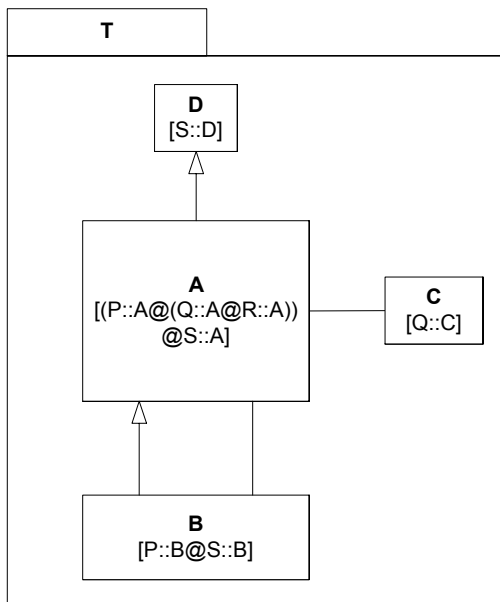 T
D
[S::D]
A
[(P::A@(Q::A@R::A))
@S::A]
C
[Q::C]
B
[P::B@S::B]